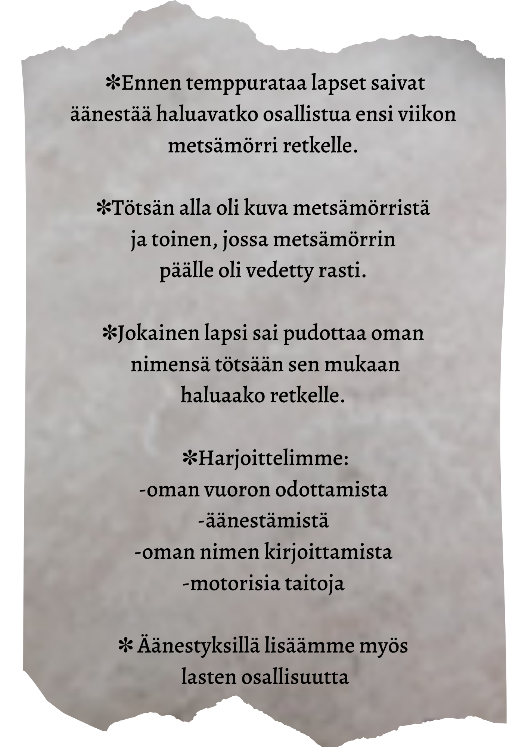 ✻Ennen temppurataa lapset saivat
äänestää haluavatko osallistua ensi viikon
metsämörri retkelle.
✻Tötsän alla oli kuva metsämörristä
ja toinen, jossa metsämörrin
päälle oli vedetty rasti.
✻Jokainen lapsi sai pudottaa oman
nimensä tötsään sen mukaan
haluaako retkelle.
✻Harjoittelimme:
-oman vuoron odottamista
-äänestämistä
-oman nimen kirjoittamista
-motorisia taitoja
✻ Äänestyksillä lisäämme myös
lasten osallisuutta